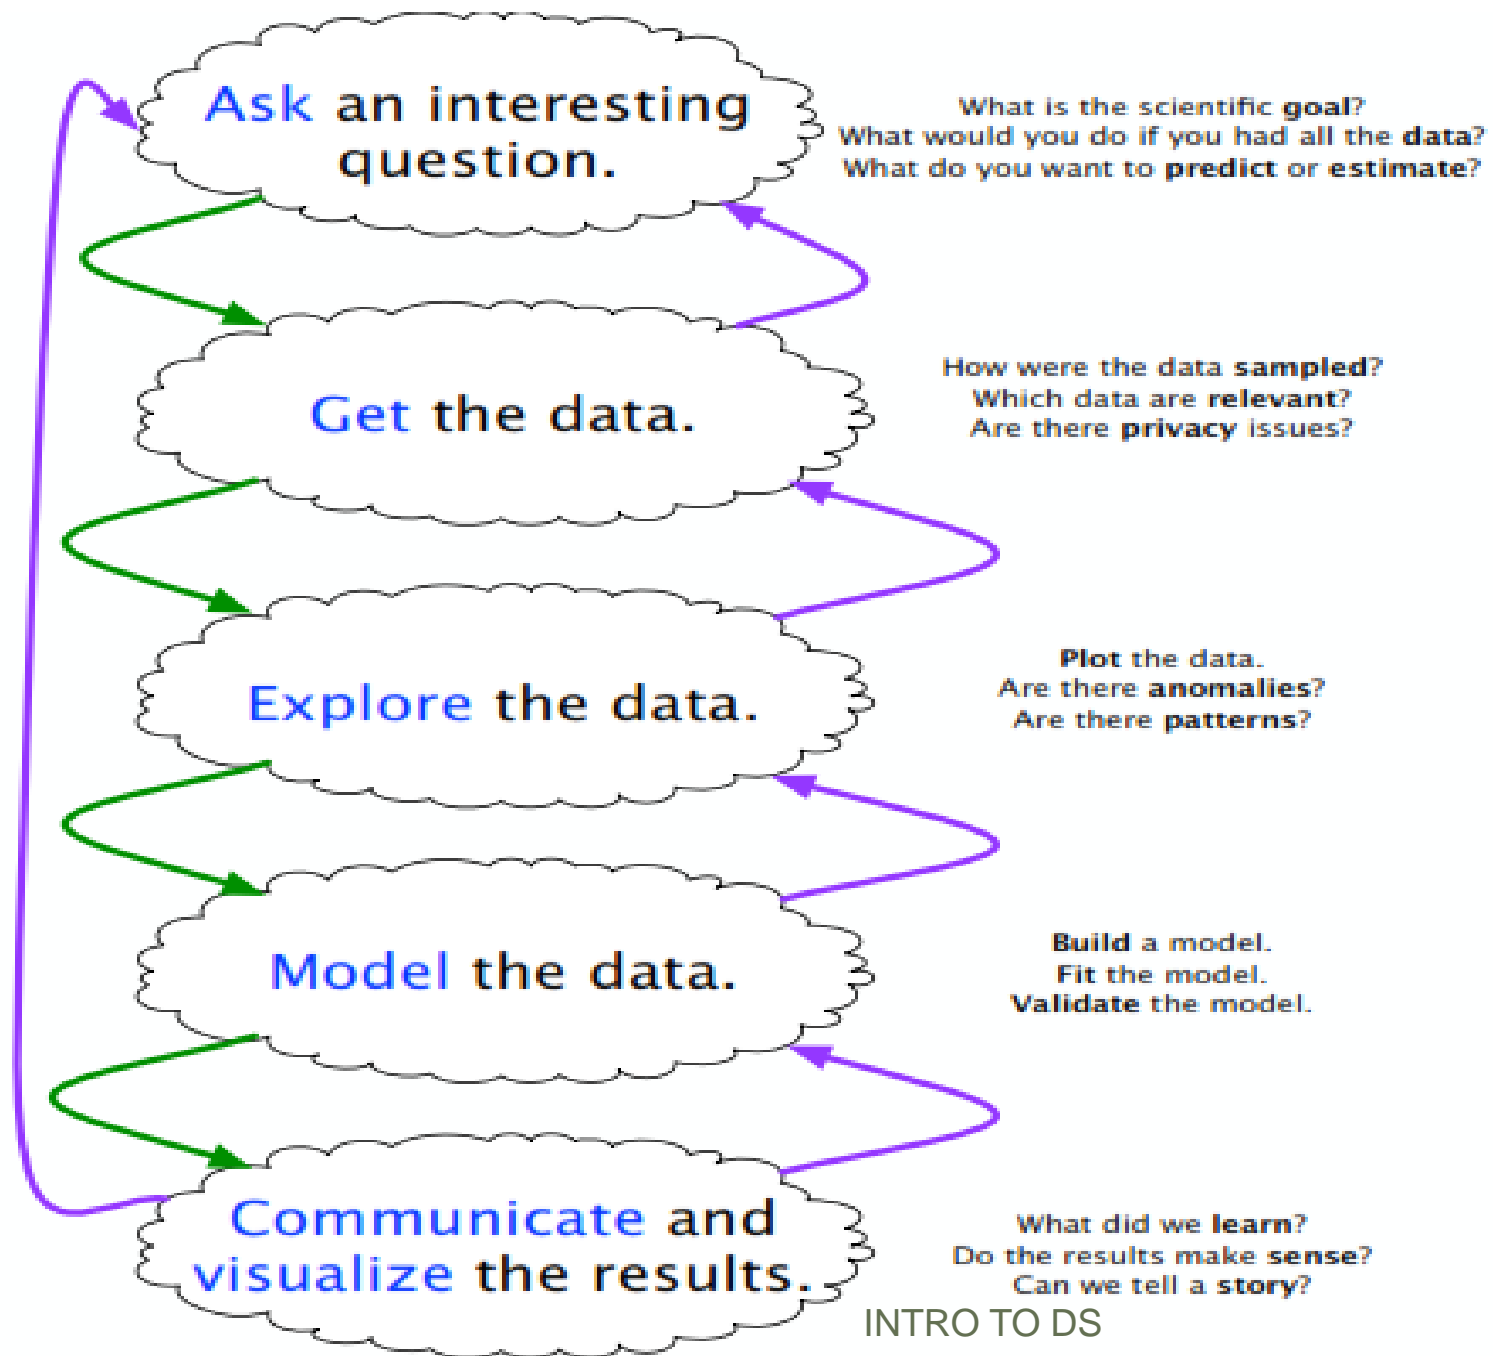 Ask an interesting
question.
What is the scientific goal?
What would you do if you had all the data?
What do you want to predict or estimate?
Get the data.
How were the data sampled?
Which data are relevant?
Are there privacy issues?
Explore the data.
Plot the data.
Are there anomalies?
Are there patterns?
Model the data.
Build a model.
Fit the model.
Validate the model.
Communicate and
visualize the results.
What did we learn?
Do the results make sense?
Can we tell a story?
INTRO TO DS